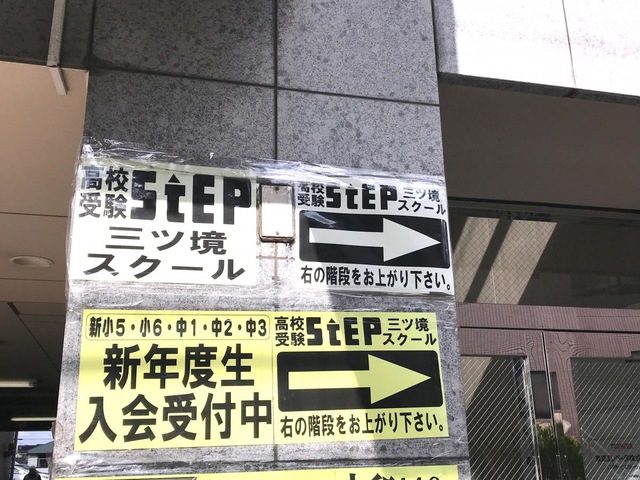 高校受験 StEP
三ツ境
スクール
高校受験 StEP 三ツ境スクール
右の階段をお上がり下さい。
新小5・小6・中1・中2・中3
新年度生
入会受付中
高校受験 StEP 三ツ境スクール
右の階段をお上がり下さい。